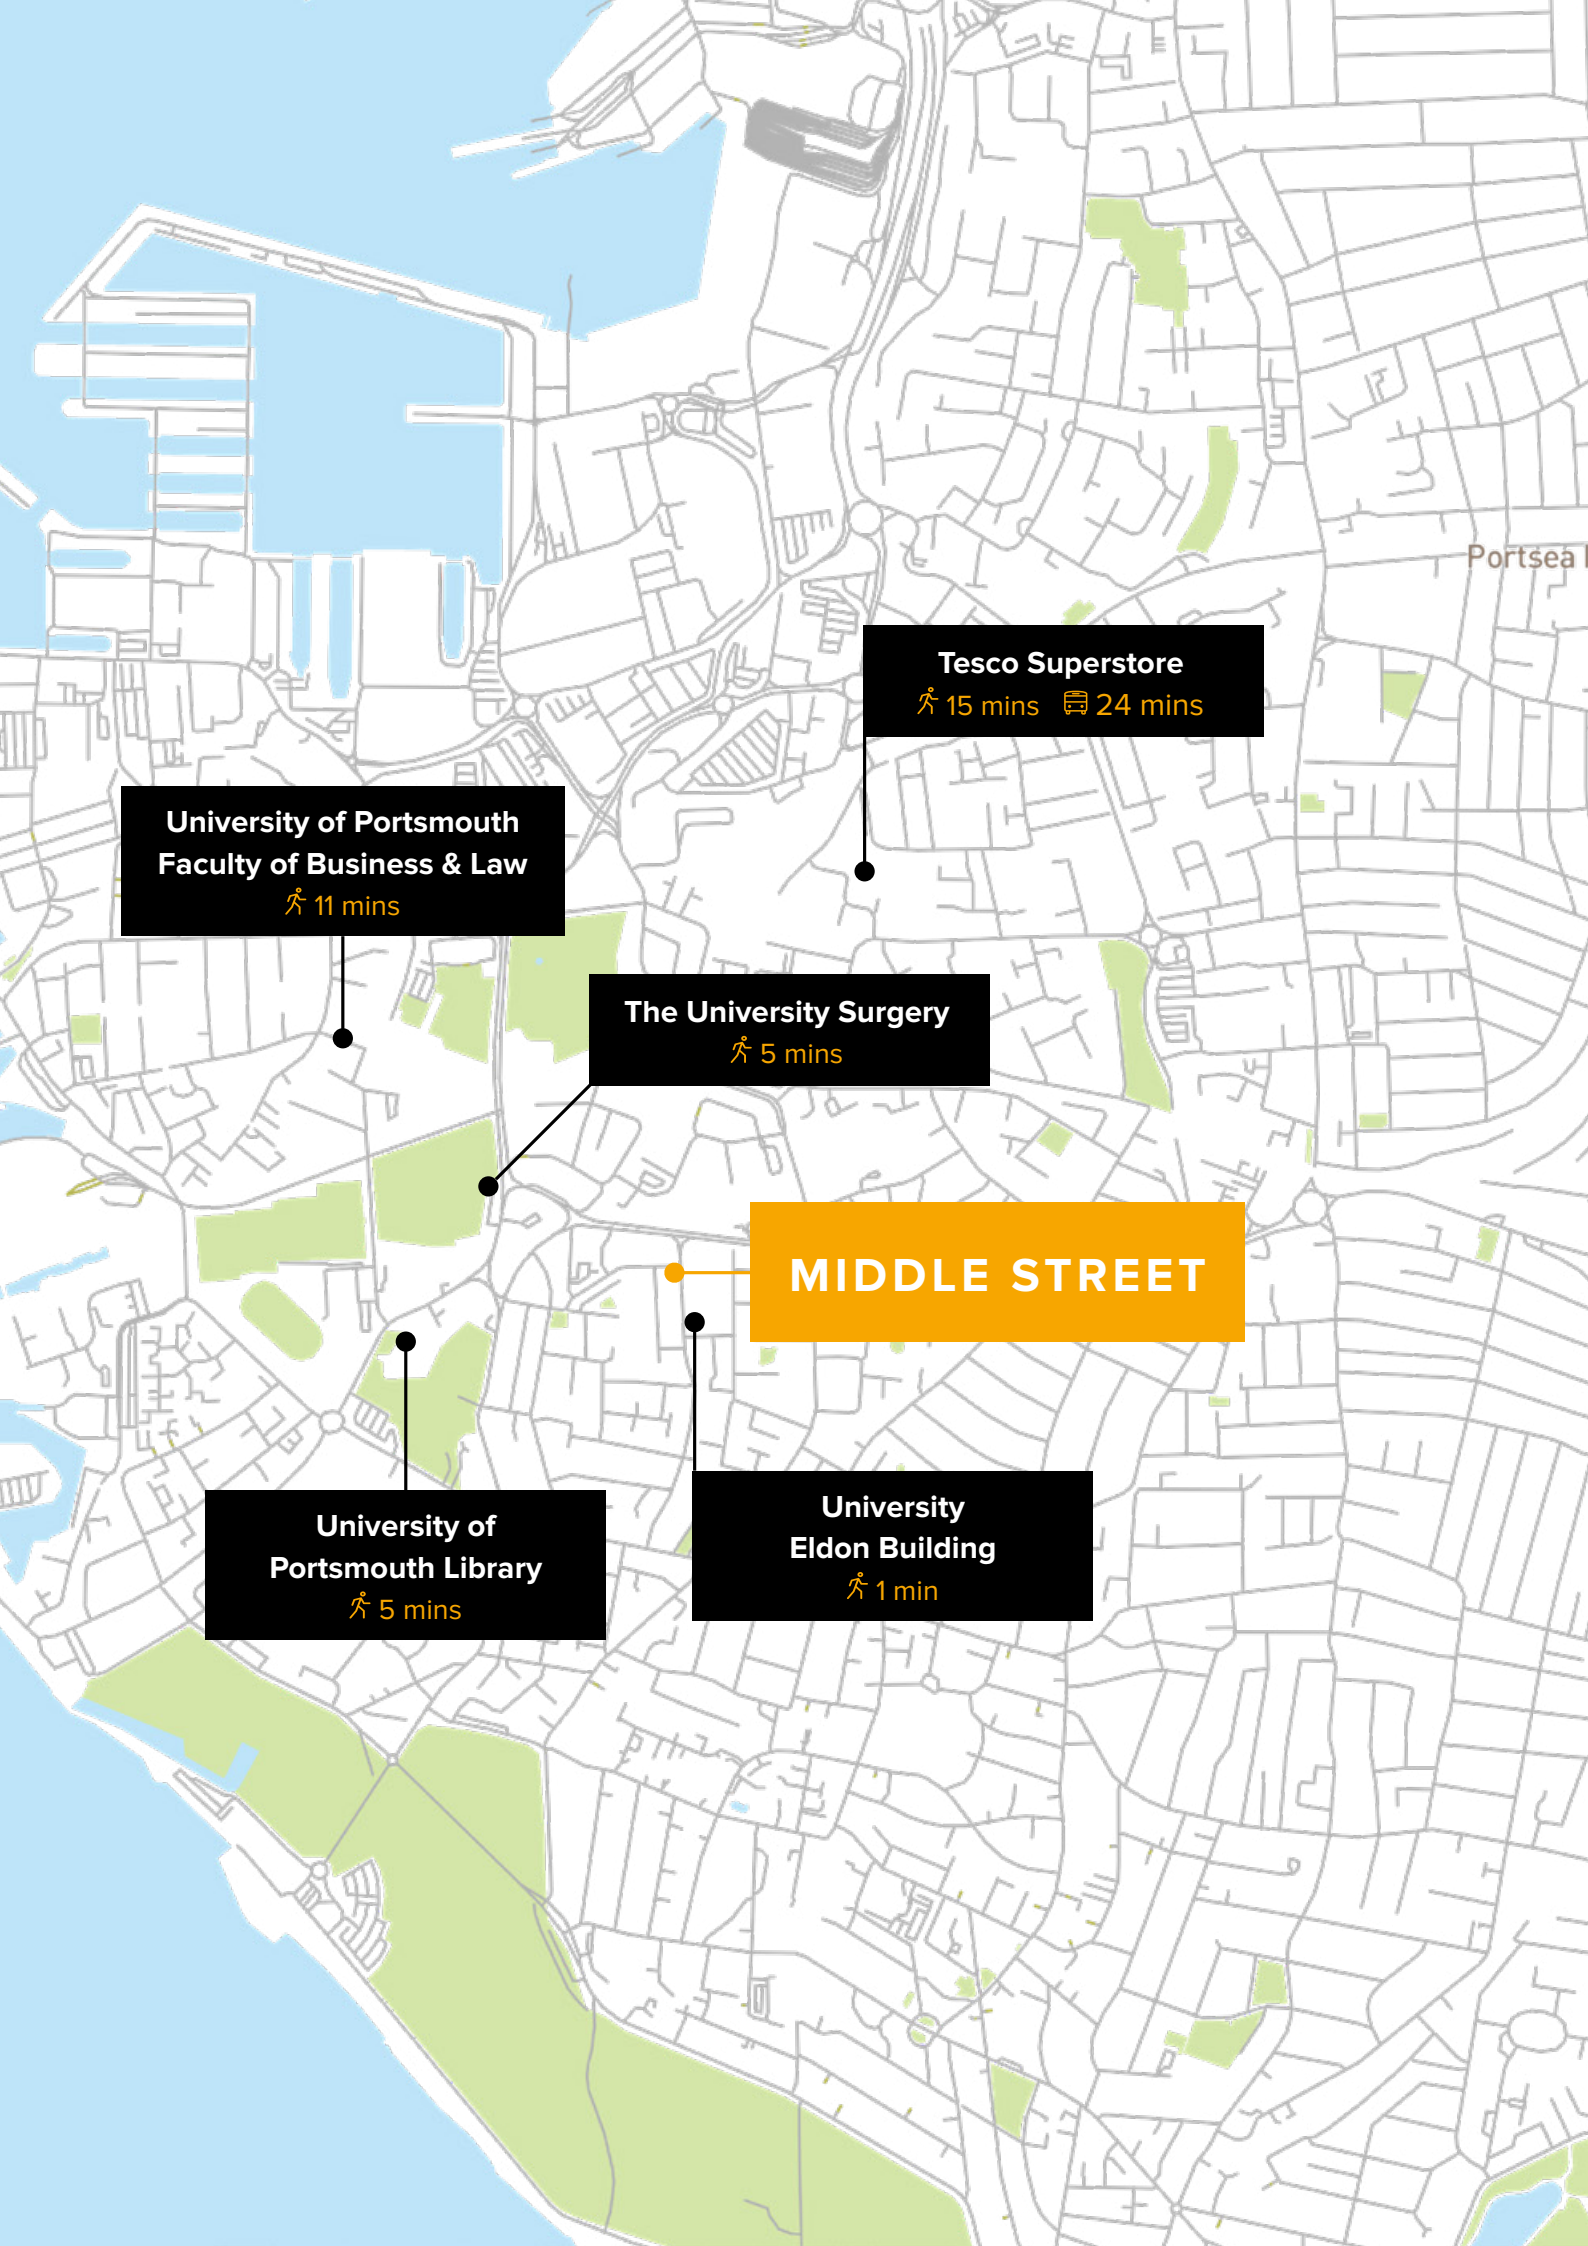 Portsea
Tesco Superstore
15 mins 24 mins
University of Portsmouth
Faculty of Business & Law
11 mins
The University Surgery
5 mins
MIDDLE STREET
University of
Portsmouth Library
5 mins
University
Eldon Building
1 min